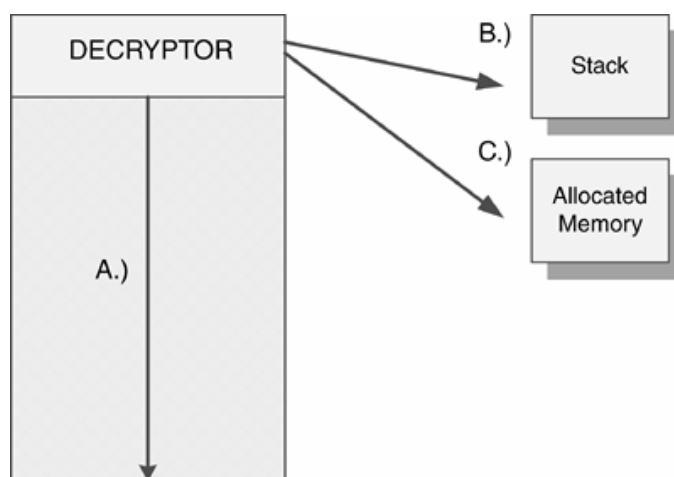 DECRYPTOR
B.)
Stack
C.)
Allocated
Memory
A.)